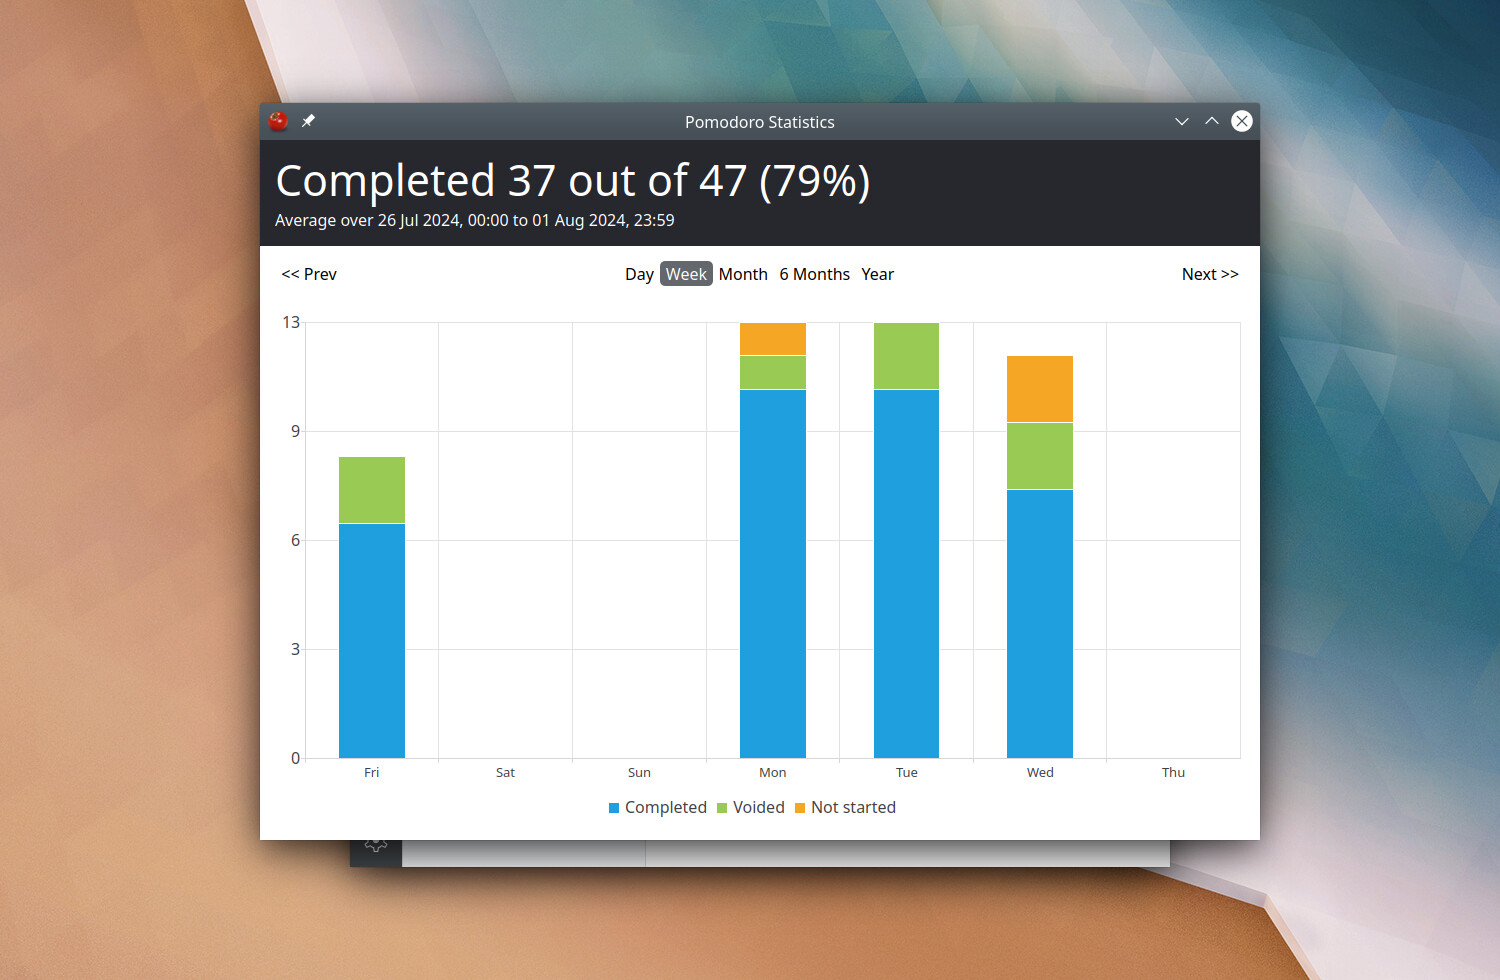 Pomodoro Statistics
Completed 37 out of 47 (79%)
Average over 26 Jul 2024, 00:00 to 01 Aug 2024, 23:59
<< Prev Day Week Month 6 Months Year Next >>
13
9
6
3
0
Fri Sat Sun Mon Tue Wed Thu
Completed Voided Not started